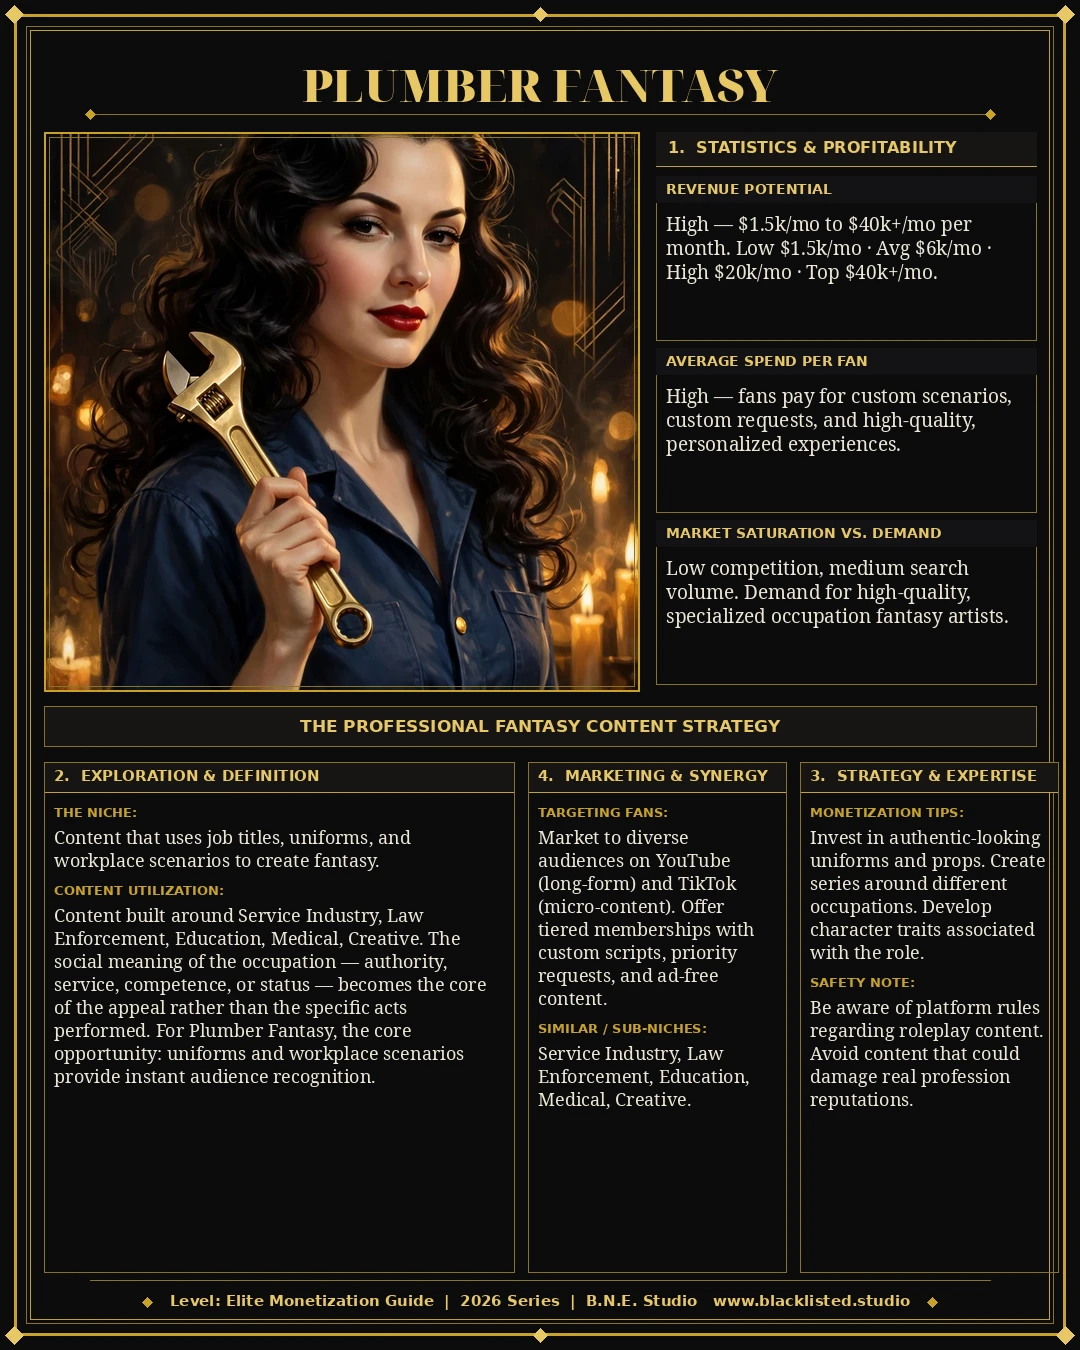 PLUMBER FANTASY
1. STATISTICS & PROFITABILITY
REVENUE POTENTIAL
High — $1.5k/mo to $40k+/mo per
month. Low $1.5k/mo · Avg $6k/mo ·
High $20k/mo · Top $40k+/mo.
AVERAGE SPEND PER FAN
High — fans pay for custom scenarios,
custom requests, and high-quality,
personalized experiences.
MARKET SATURATION VS. DEMAND
Low competition, medium search
volume. Demand for high-quality,
specialized occupation fantasy artists.
THE PROFESSIONAL FANTASY CONTENT STRATEGY
2. EXPLORATION & DEFINITION
THE NICHE:
Content that uses job titles, uniforms, and
workplace scenarios to create fantasy.
CONTENT UTILIZATION:
Content built around Service Industry, Law
Enforcement, Education, Medical, Creative. The
social meaning of the occupation — authority,
service, competence, or status — becomes the core
of the appeal rather than the specific acts
performed. For Plumber Fantasy, the core
opportunity: uniforms and workplace scenarios
provide instant audience recognition.
4. MARKETING & SYNERGY
TARGETING FANS:
Market to diverse
audiences on YouTube
(long-form) and TikTok
(micro-content). Offer
tiered memberships with
custom scripts, priority
requests, and ad-free
content.
SIMILAR / SUB-NICHES:
Service Industry, Law
Enforcement, Education,
Medical, Creative.
3. STRATEGY & EXPERTISE
MONETIZATION TIPS:
Invest in authentic-looking
uniforms and props. Create
series around different
occupations. Develop
character traits associated
with the role.
SAFETY NOTE:
Be aware of platform rules
regarding roleplay content.
Avoid content that could
damage real profession
reputations.
Level: Elite Monetization Guide | 2026 Series | B.N.E. Studio www.blacklisted.studio